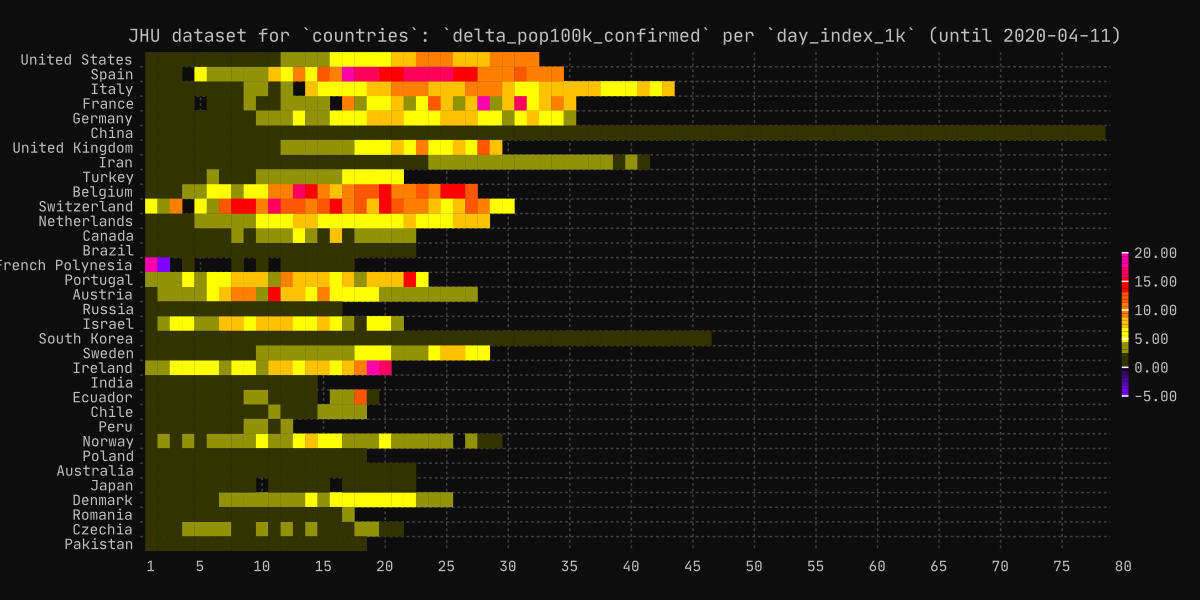 JHU dataset for `countries`: `delta_pop100k_confirmed` per `day_index_1k` (until 2020-04-11)
United States
Spain
Italy
France
Germany
China
United Kingdom
Iran
Turkey
Belgium
Switzerland
Netherlands
Canada
Brazil
French Polynesia
Portugal
Austria
Russia
Israel
South Korea
Sweden
Ireland
India
Ecuador
Chile
Peru
Norway
Poland
Australia
Japan
Denmark
Romania
Czechia
Pakistan
1 5 10 15 20 25 30 35 40 45 50 55 60 65 70 75 80
20.00
15.00
10.00
5.00
0.00
−5.00